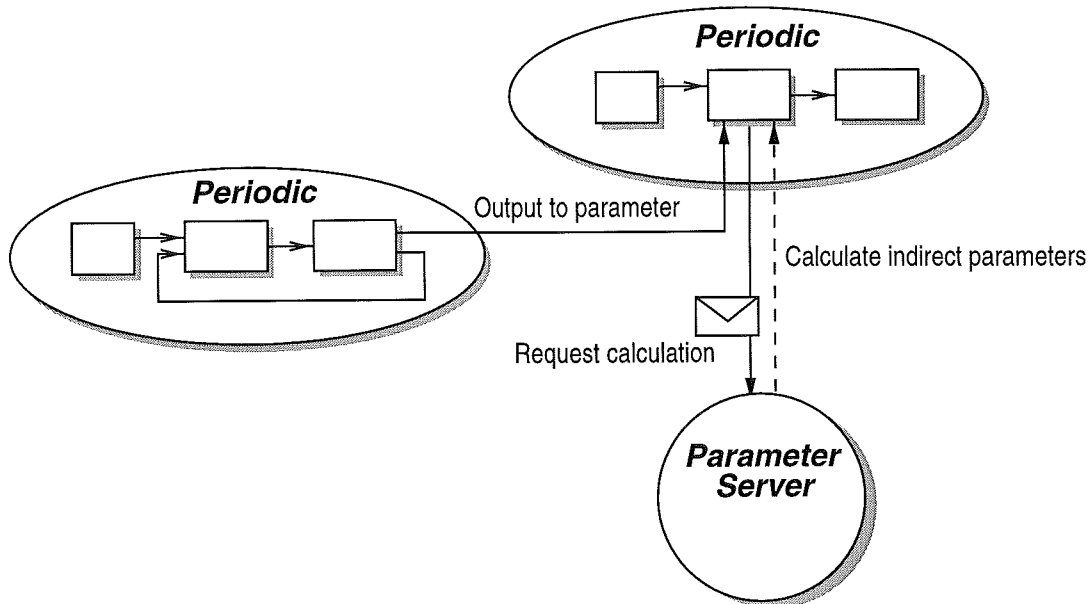 Periodic
Periodic
Output to parameter
Calculate indirect parameters
Request calculation
Parameter
Server